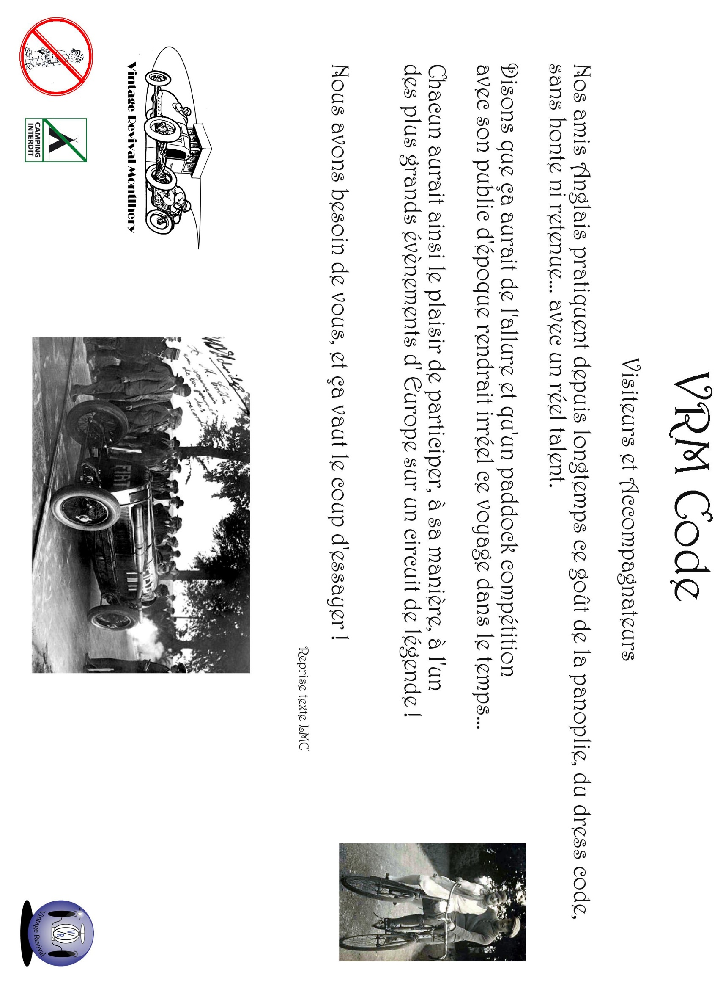 VRM Code
Visiteurs et Accompagnateurs
Nos amis Anglais pratiquent depuis longtemps ce goût de la panoplie, du dress code,
sans honte ni retenue... avec un réel talent.
Disons que ça aurait de l'allure et qu'un paddock compétition
avec son public d'époque rendrait irréel ce voyage dans le temps...
Chacun aurait ainsi le plaisir de participer, à sa manière, à l'un
des plus grands évènements d' Europe sur un circuit de légende !
Nous avons besoin de vous, et ça vaut le coup d'essayer !
Reprise texte LMC
Vintage Revival Montlhery
FIAT
CAMPING
INTERDIT
VR
Vintage Revival